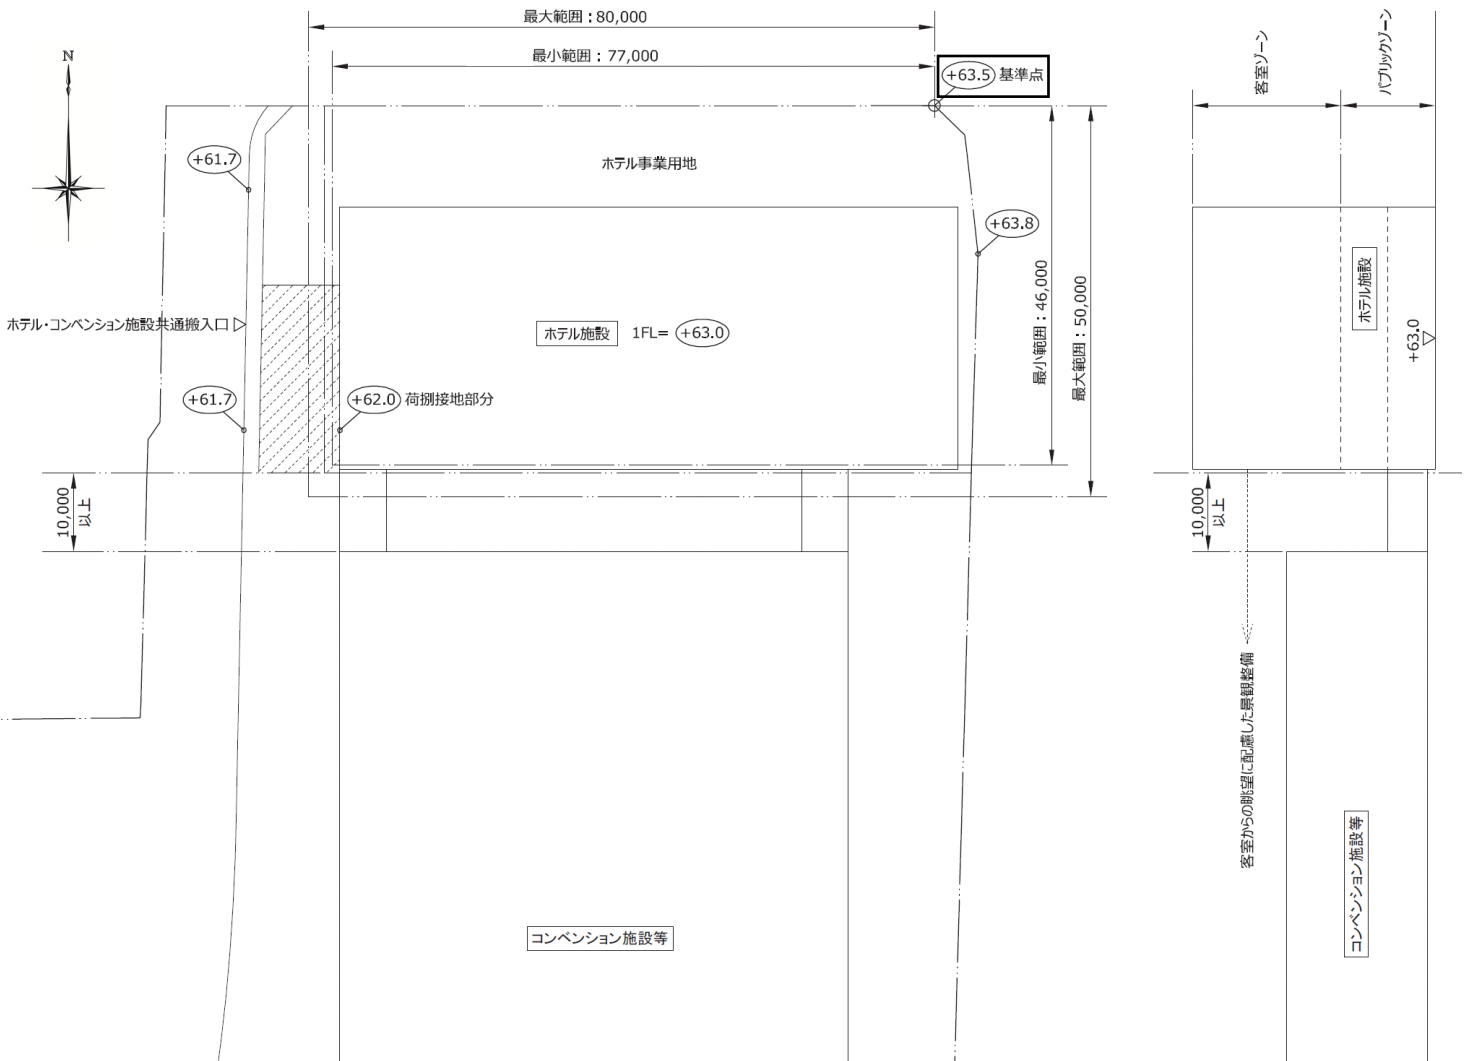 最大範囲：80,000
最小範囲：77,000
N
+63.5 基準点
客室ゾーン
パブリックゾーン
+61.7
ホテル事業用地
+63.8
最小範囲：46,000
最大範囲：50,000
ホテル・コンベンション施設共通搬入口
ホテル施設 1FL= +63.0
ホテル施設
+63.0
+61.7
+62.0 荷捌接地部分
10,000
以上
10,000
以上
客室からの眺望に配慮した景観整備
コンベンション施設等
コンベンション施設等